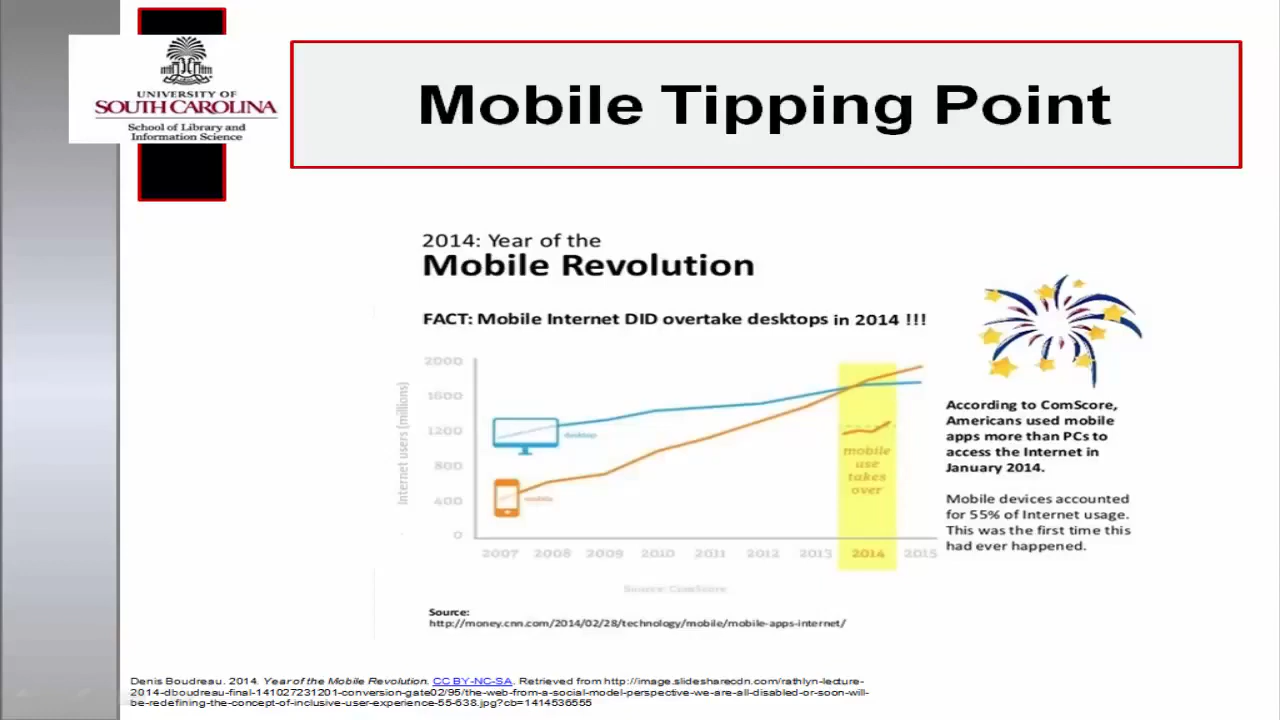 UNIVERSITY OF
SOUTH CAROLINA
School of Library and
Information Science
Mobile Tipping Point
2014: Year of the
Mobile Revolution
FACT: Mobile Internet DID overtake desktops in 2014 !!!
2000
1600
1200
800
400
0
Internet users (millions)
desktop
mobile
mobile
use
takes
over
2007 2008 2009 2010 2011 2012 2013 2014 2015
Source: ComScore
According to ComScore,
Americans used mobile
apps more than PCs to
access the Internet in
January 2014.
Mobile devices accounted
for 55% of Internet usage.
This was the first time this
had ever happened.
Source:
http://money.cnn.com/2014/02/28/technology/mobile/mobile-apps-internet/
Denis Boudreau. 2014. Year of the Mobile Revolution. CC BY-NC-SA. Retrieved from http://image.slidesharecdn.com/rathlyn-lecture-
2014-dboudreau-final-141027231201-conversion-gate02/95/the-web-from-a-social-model-perspective-we-are-all-disabled-or-soon-will-
be-redefining-the-concept-of-inclusive-user-experience-55-638.jpg?cb=1414536555